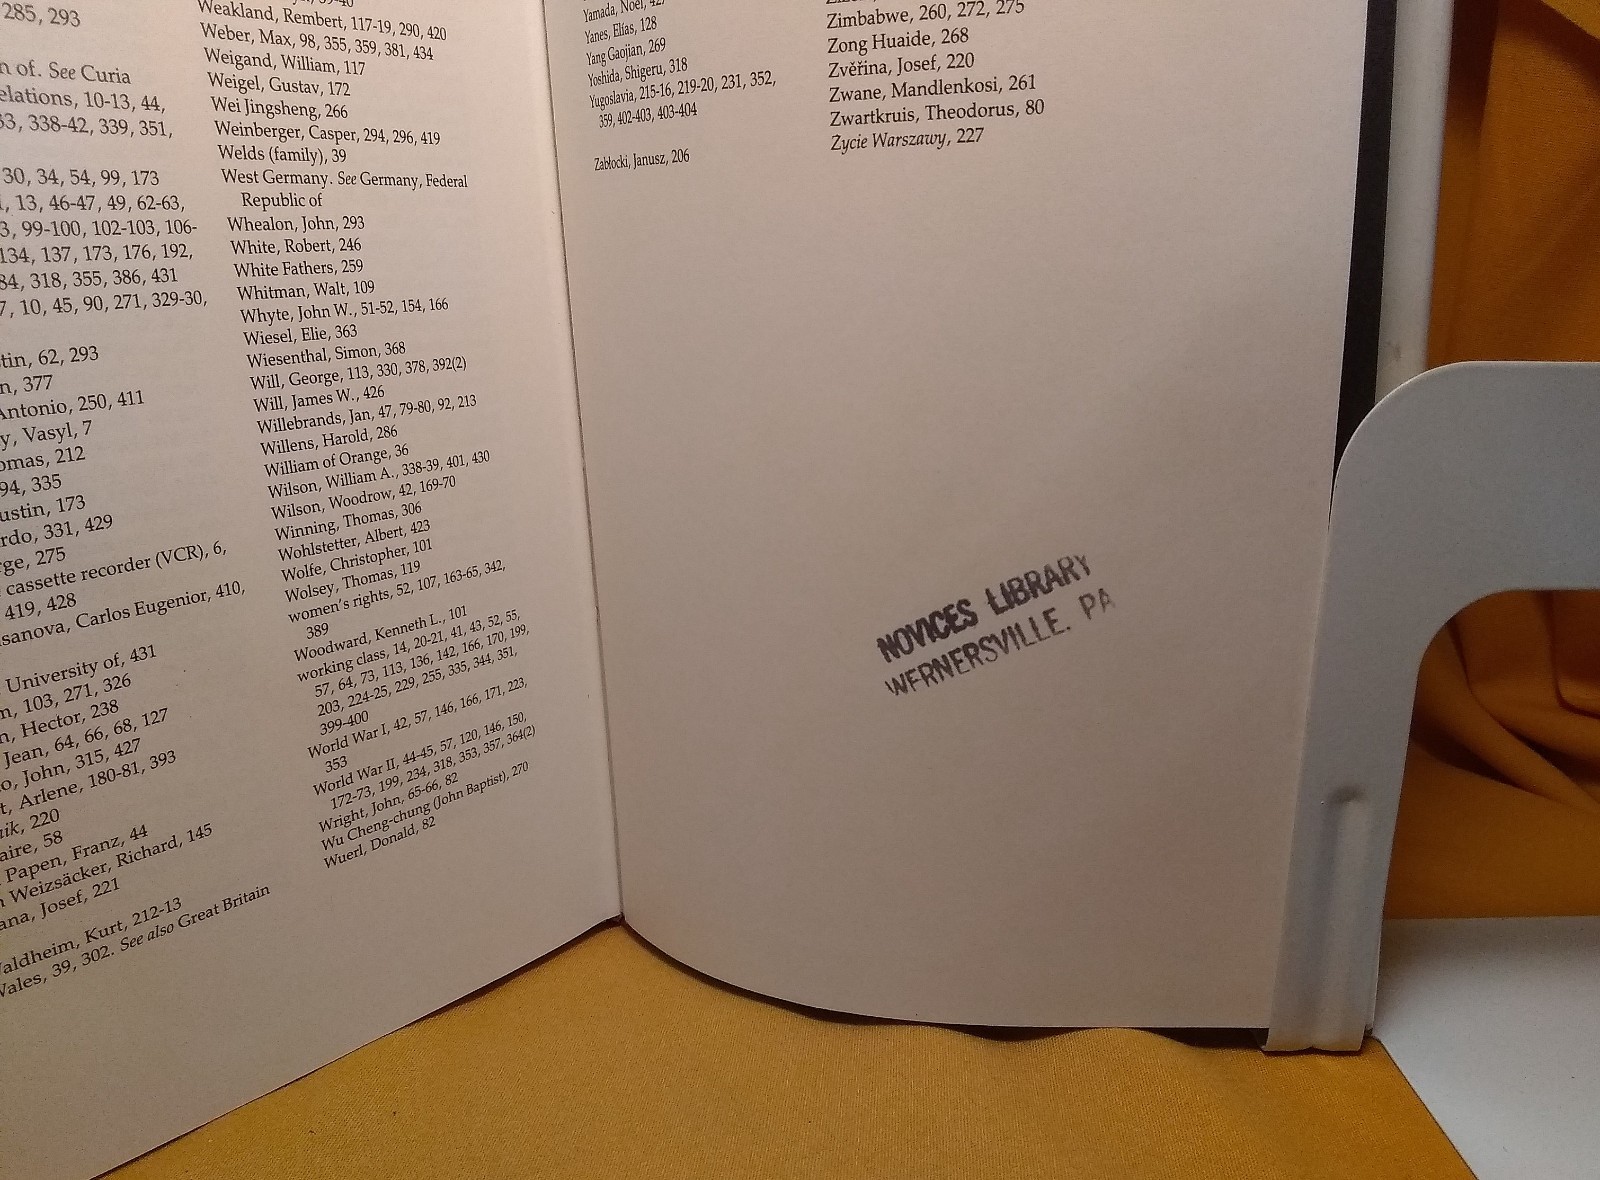 285, 293
n of. See Curia
elations, 10-13, 44,
33, 338-42, 339, 351,
30, 34, 54, 99, 173
, 13, 46-47, 49, 62-63,
3, 99-100, 102-103, 106-
134, 137, 173, 176, 192,
84, 318, 355, 386, 431
7, 10, 45, 90, 271, 329-30,
tin, 62, 293
n, 377
Antonio, 250, 411
y, Vasyl, 7
omas, 212
94, 335
ustin, 173
rdo, 331, 429
rge, 275
cassette recorder (VCR), 6,
419, 428
sanova, Carlos Eugenior, 410,
University of, 431
n, 103, 271, 326
n, Hector, 238
Jean, 64, 66, 68, 127
o, John, 315, 427
t, Arlene, 180-81, 393
nik, 220
aire, 58
Papen, Franz, 44
n Weizsäcker, Richard, 145
ana, Josef, 221
Waldheim, Kurt, 212-13
Wales, 39, 302. See also Great Britain
Weakland, Rembert, 117-19, 290, 420
Weber, Max, 98, 355, 359, 381, 434
Weigand, William, 117
Weigel, Gustav, 172
Wei Jingsheng, 266
Weinberger, Casper, 294, 296, 419
Welds (family), 39
West Germany. See Germany, Federal
Republic of
Whealon, John, 293
White, Robert, 246
White Fathers, 259
Whitman, Walt, 109
Whyte, John W., 51-52, 154, 166
Wiesel, Elie, 363
Wiesenthal, Simon, 368
Will, George, 113, 330, 378, 392(2)
Will, James W., 426
Willebrands, Jan, 47, 79-80, 92, 213
Willens, Harold, 286
William of Orange, 36
Wilson, William A., 338-39, 401, 430
Wilson, Woodrow, 42, 169-70
Winning, Thomas, 306
Wohlstetter, Albert, 423
Wolfe, Christopher, 101
Wolsey, Thomas, 119
women's rights, 52, 107, 163-65, 342,
389
Woodward, Kenneth L., 101
working class, 14, 20-21, 41, 43, 52, 55,
57, 64, 73, 113, 136, 142, 166, 170, 199,
203, 224-25, 229, 255, 335, 344, 351,
399-400
World War I, 42, 57, 146, 166, 171, 223,
353
World War II, 44-45, 57, 120, 146, 150,
172-73, 199, 234, 318, 353, 357, 364(2)
Wright, John, 65-66, 82
Wu Cheng-chung (John Baptist), 270
Wuerl, Donald, 82
Yamada, Noel, 427
Yanes, Elías, 128
Yang Gaojian, 269
Yoshida, Shigeru, 318
Yugoslavia, 215-16, 219-20, 231, 352,
359, 402-403, 403-404
Zabłocki, Janusz, 206
Zimbabwe, 260, 272, 275
Zong Huaide, 268
Zvěřina, Josef, 220
Zwane, Mandlenkosi, 261
Zwartkruis, Theodorus, 80
Życie Warszawy, 227
NOVICES LIBRARY
WERNERSVILLE. PA